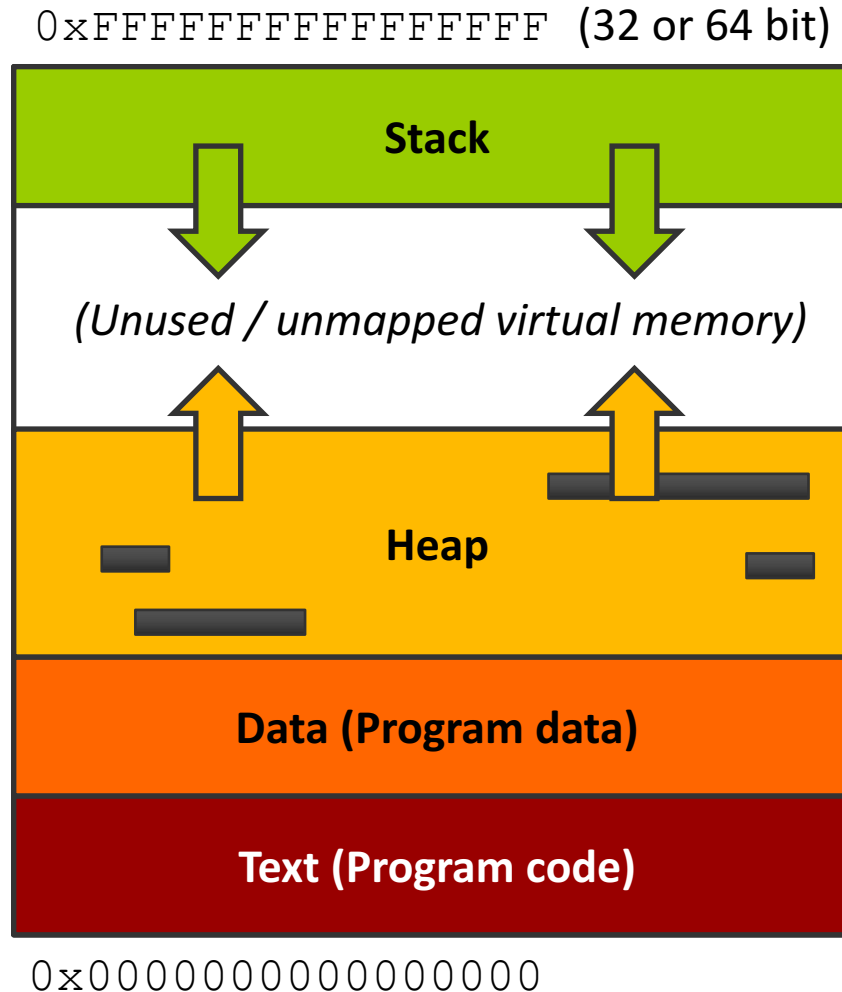 0xFFFFFFFFFFFFFFFF (32 or 64 bit)
Stack
(Unused / unmapped virtual memory)
Heap
Data (Program data)
Text (Program code)
0x0000000000000000